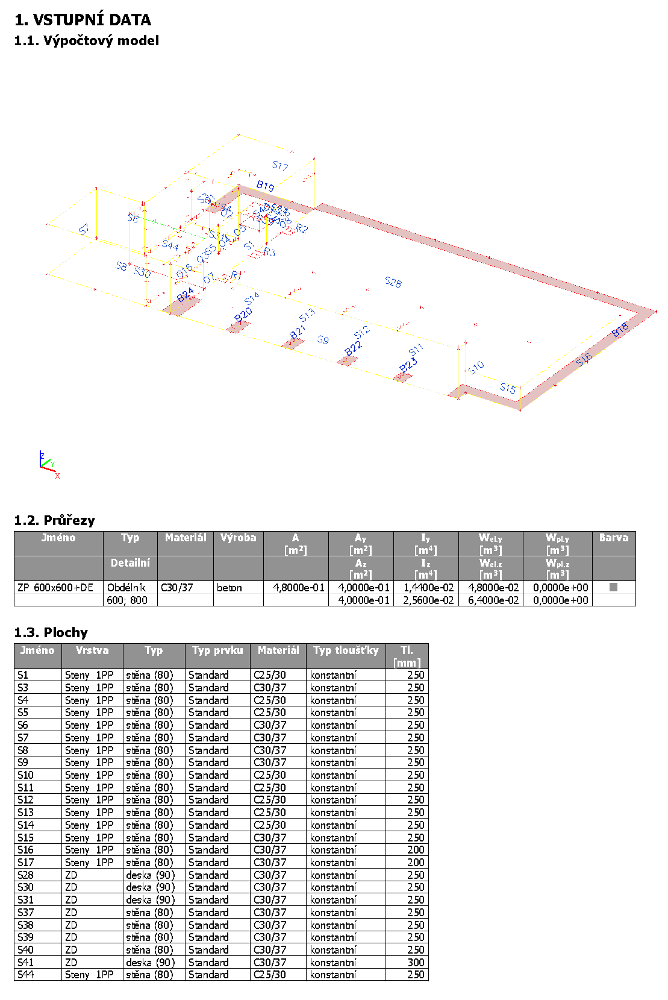 1. VSTUPNÍ DATA
1.1. Výpočtový model
S17
B19
S3
O2
S6
S7
R2
S44
O4
O5
S5
S1
R3
O3
S8
S30
O16
O7
R1
S28
B24
S14
B20
S13
B21
S9
S12
B22
S11
B23
S10
B18
S16
S15
Z
Y
X
1.2. Průřezy
Jméno Typ Materiál Výroba A [m²] Ay [m²] Iy [m⁴] Wel.y [m³] Wpl.y [m³] Barva
Detailní Az [m²] Iz [m⁴] Wel.z [m³] Wpl.z [m³]
ZP 600x600+DE Obdélník C30/37 beton 4,8000e-01 4,0000e-01 1,4400e-02 4,8000e-02 0,0000e+00
600; 800 4,0000e-01 2,5600e-02 6,4000e-02 0,0000e+00
1.3. Plochy
Jméno Vrstva Typ Typ prvku Materiál Typ tloušťky Tl. [mm]
S1 Steny 1PP stěna (80) Standard C25/30 konstantní 250
S3 Steny 1PP stěna (80) Standard C30/37 konstantní 250
S4 Steny 1PP stěna (80) Standard C25/30 konstantní 250
S5 Steny 1PP stěna (80) Standard C25/30 konstantní 250
S6 Steny 1PP stěna (80) Standard C30/37 konstantní 250
S7 Steny 1PP stěna (80) Standard C30/37 konstantní 250
S8 Steny 1PP stěna (80) Standard C30/37 konstantní 250
S9 Steny 1PP stěna (80) Standard C30/37 konstantní 250
S10 Steny 1PP stěna (80) Standard C25/30 konstantní 250
S11 Steny 1PP stěna (80) Standard C25/30 konstantní 250
S12 Steny 1PP stěna (80) Standard C25/30 konstantní 250
S13 Steny 1PP stěna (80) Standard C25/30 konstantní 250
S14 Steny 1PP stěna (80) Standard C25/30 konstantní 250
S15 Steny 1PP stěna (80) Standard C30/37 konstantní 250
S16 Steny 1PP stěna (80) Standard C30/37 konstantní 200
S17 Steny 1PP stěna (80) Standard C30/37 konstantní 200
S28 ZD deska (90) Standard C30/37 konstantní 250
S30 ZD deska (90) Standard C30/37 konstantní 250
S31 ZD deska (90) Standard C30/37 konstantní 250
S37 ZD stěna (80) Standard C30/37 konstantní 250
S38 ZD stěna (80) Standard C30/37 konstantní 250
S39 ZD stěna (80) Standard C30/37 konstantní 250
S40 ZD stěna (80) Standard C30/37 konstantní 250
S41 ZD deska (90) Standard C30/37 konstantní 300
S44 Steny 1PP stěna (80) Standard C25/30 konstantní 250